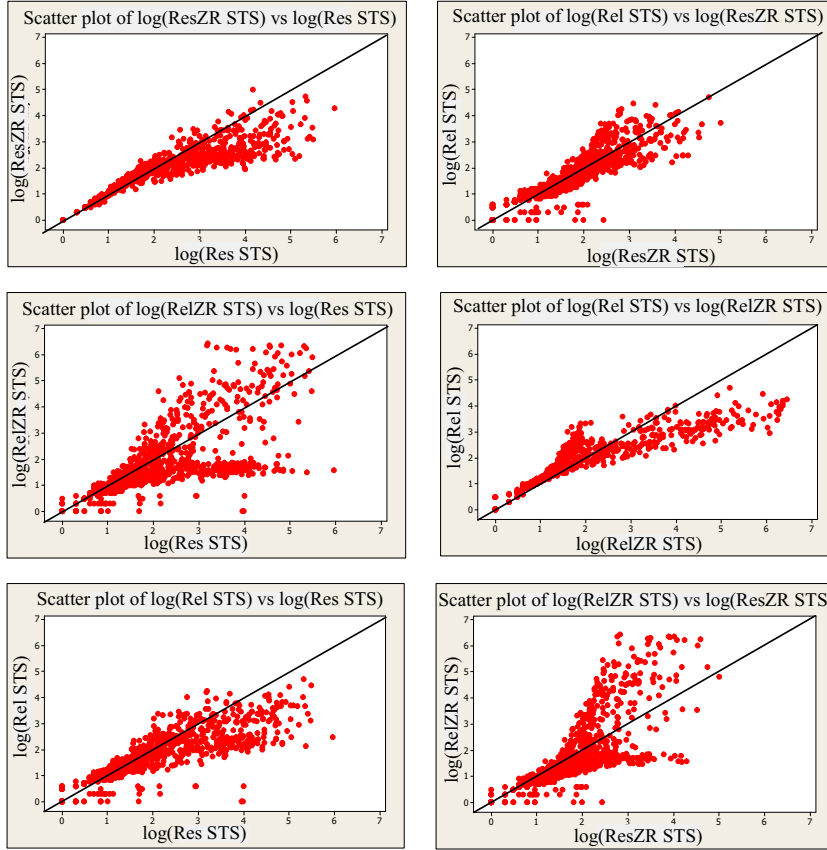 Scatter plot of log(ResZR STS) vs log(Res STS)
7
6
5
4
3
2
1
0
log(ResZR STS)
0 1 2 3 4 5 6 7
log(Res STS)
Scatter plot of log(Rel STS) vs log(ResZR STS)
7
6
5
4
3
2
1
0
log(Rel STS)
0 1 2 3 4 5 6 7
log(ResZR STS)
Scatter plot of log(RelZR STS) vs log(Res STS)
7
6
5
4
3
2
1
0
log(RelZR STS)
0 1 2 3 4 5 6 7
log(Res STS)
Scatter plot of log(Rel STS) vs log(RelZR STS)
7
6
5
4
3
2
1
0
log(Rel STS)
0 1 2 3 4 5 6 7
log(RelZR STS)
Scatter plot of log(Rel STS) vs log(Res STS)
7
6
5
4
3
2
1
0
log(Rel STS)
0 1 2 3 4 5 6 7
log(Res STS)
Scatter plot of log(RelZR STS) vs log(ResZR STS
7
6
5
4
3
2
1
0
log(RelZR STS)
0 1 2 3 4 5 6 7
log(ResZR STS)